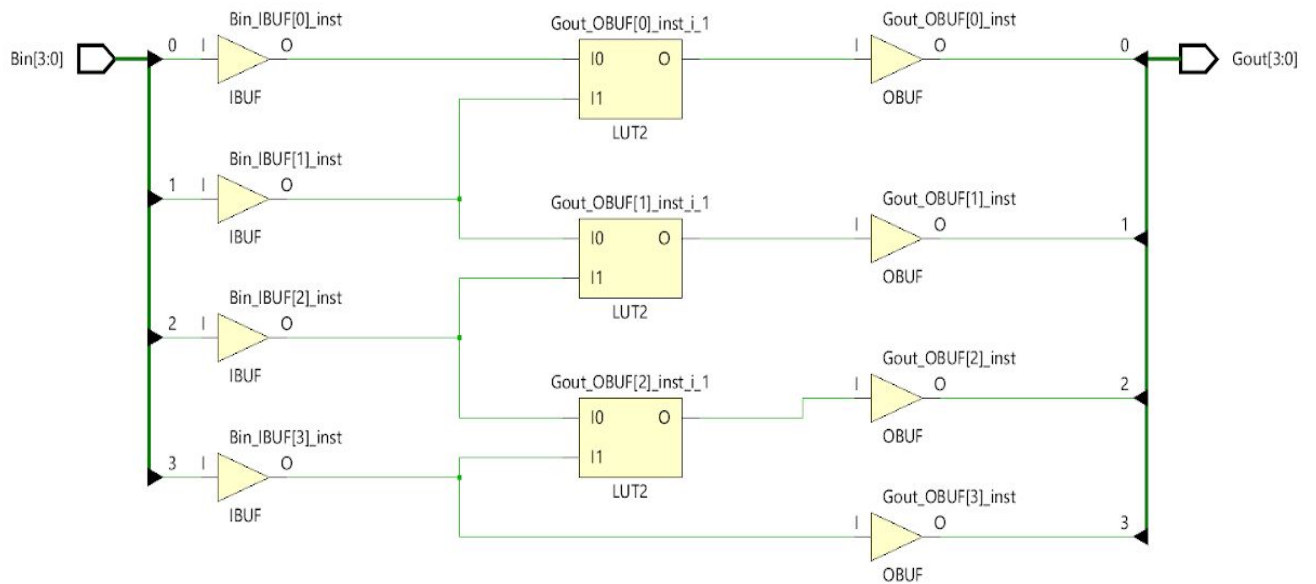 Bin[3:0]
0
I
Bin_IBUF[0]_inst
O
IBUF
Gout_OBUF[0]_inst_i_1
I0
O
I1
LUT2
Gout_OBUF[0]_inst
I
O
OBUF
0
Gout[3:0]
1
I
Bin_IBUF[1]_inst
O
IBUF
Gout_OBUF[1]_inst_i_1
I0
O
I1
LUT2
Gout_OBUF[1]_inst
I
O
OBUF
1
2
I
Bin_IBUF[2]_inst
O
IBUF
Gout_OBUF[2]_inst_i_1
I0
O
I1
LUT2
Gout_OBUF[2]_inst
I
O
OBUF
2
3
I
Bin_IBUF[3]_inst
O
IBUF
Gout_OBUF[3]_inst
I
O
OBUF
3